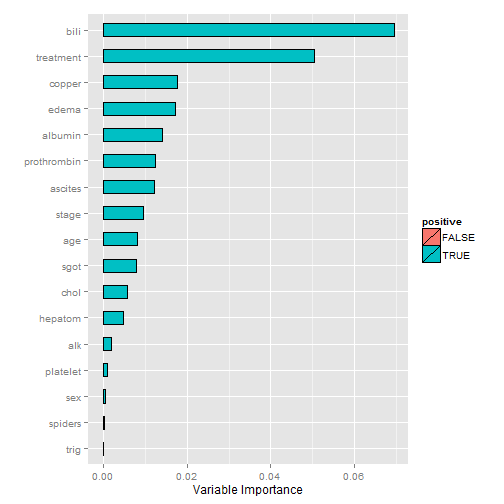 bili
treatment
copper
edema
albumin
prothrombin
ascites
stage
age
sgot
chol
hepatom
alk
platelet
sex
spiders
trig
0.00 0.02 0.04 0.06
Variable Importance
positive
FALSE
TRUE